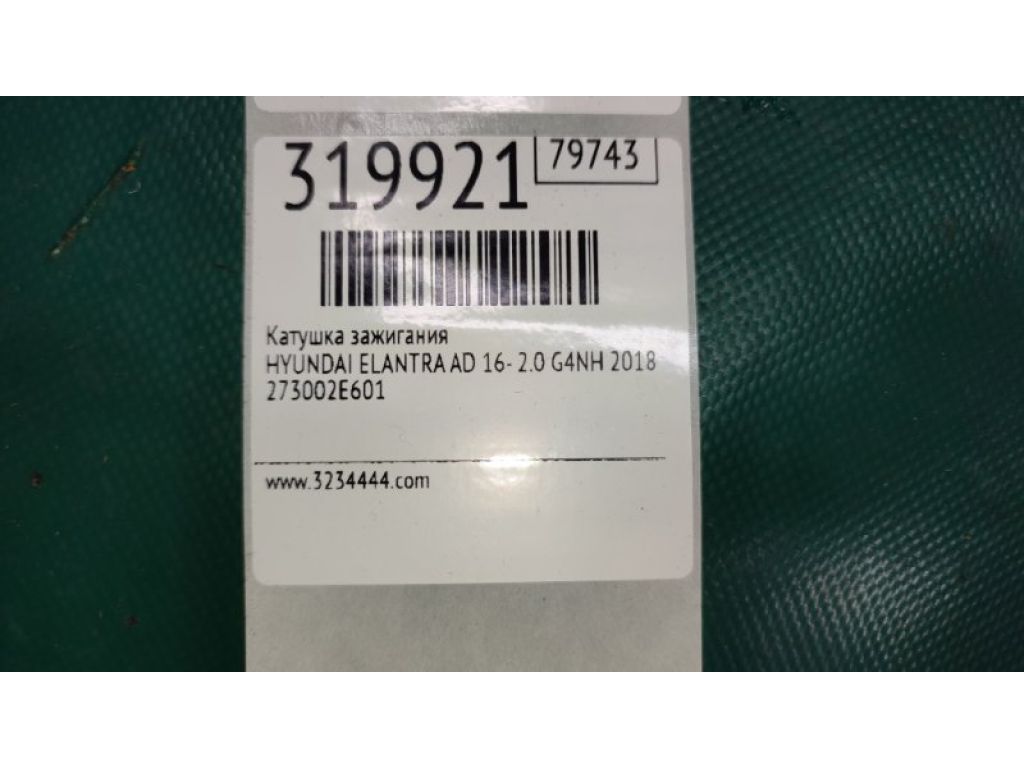 319921
79743
Катушка зажигания
HYUNDAI ELANTRA AD 16- 2.0 G4NH 2018
273002E601
www.3234444.com